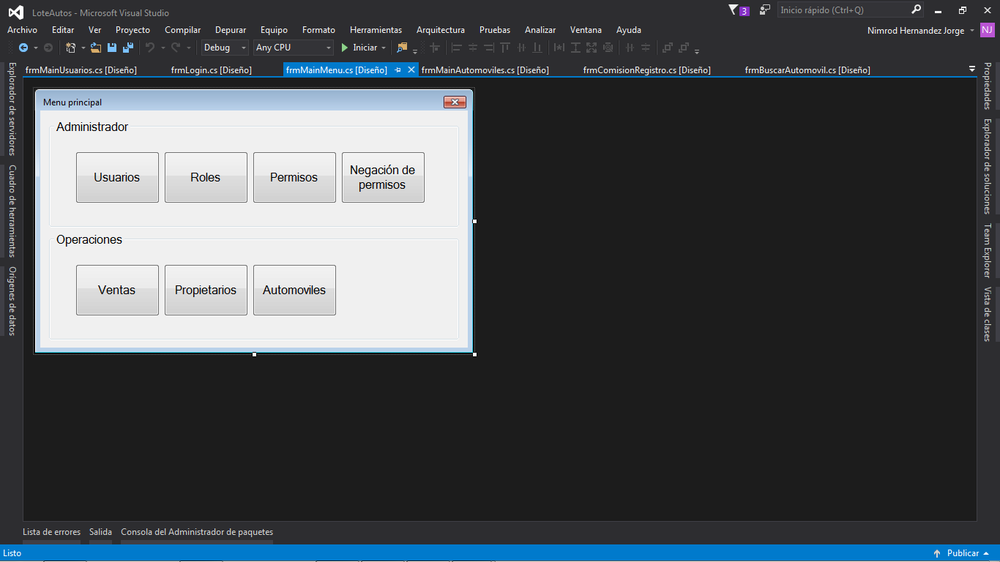 LoteAutos - Microsoft Visual Studio
3
Inicio rápido (Ctrl+Q)
Archivo Editar Ver Proyecto Compilar Depurar Equipo Formato Herramientas Arquitectura Pruebas Analizar Ventana Ayuda
Nimrod Hernandez Jorge NJ
Debug Any CPU Iniciar
frmMainUsuarios.cs [Diseño] frmLogin.cs [Diseño] frmMainMenu.cs [Diseño] frmMainAutomoviles.cs [Diseño] frmComisionRegistro.cs [Diseño] frmBuscarAutomovil.cs [Diseño]
Explorador de servidores
Cuadro de herramientas
Orígenes de datos
Menu principal
Administrador
Usuarios
Roles
Permisos
Negación de
permisos
Operaciones
Ventas
Propietarios
Automoviles
Propiedades
Explorador de soluciones
Team Explorer
Vista de clases
Lista de errores Salida Consola del Administrador de paquetes
Listo
Publicar